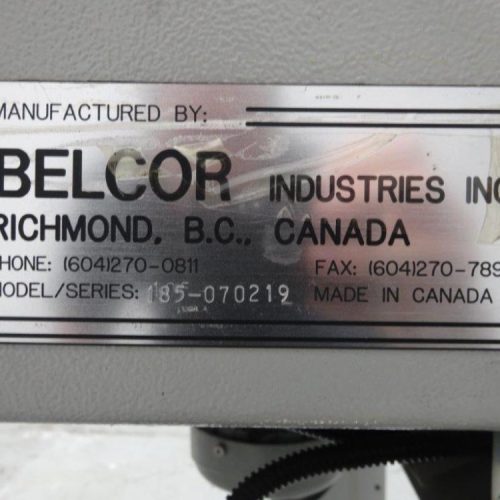 MANUFACTURED BY:
BELCOR INDUSTRIES INC
RICHMOND, B.C., CANADA
PHONE: (604)270-0811 FAX: (604)270-789
MODEL/SERIES: 185-070219 MADE IN CANADA